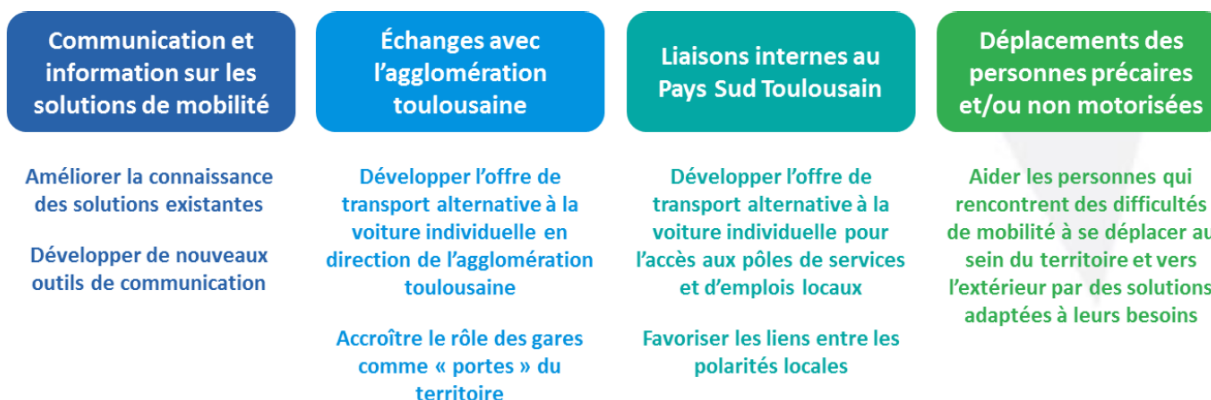 Communication et
information sur les
solutions de mobilité
Améliorer la connaissance
des solutions existantes
Développer de nouveaux
outils de communication
Échanges avec
l'agglomération
toulousaine
Développer l'offre de
transport alternative à la
voiture individuelle en
direction de l'agglomération
toulousaine
Accroître le rôle des gares
comme « portes » du
territoire
Liaisons internes au
Pays Sud Toulousain
Développer l'offre de
transport alternative à la
voiture individuelle pour
l'accès aux pôles de services
et d'emplois locaux
Favoriser les liens entre les
polarités locales
Déplacements des
personnes précaires
et/ou non motorisées
Aider les personnes qui
rencontrent des difficultés
de mobilité à se déplacer au
sein du territoire et vers
l'extérieur par des solutions
adaptées à leurs besoins